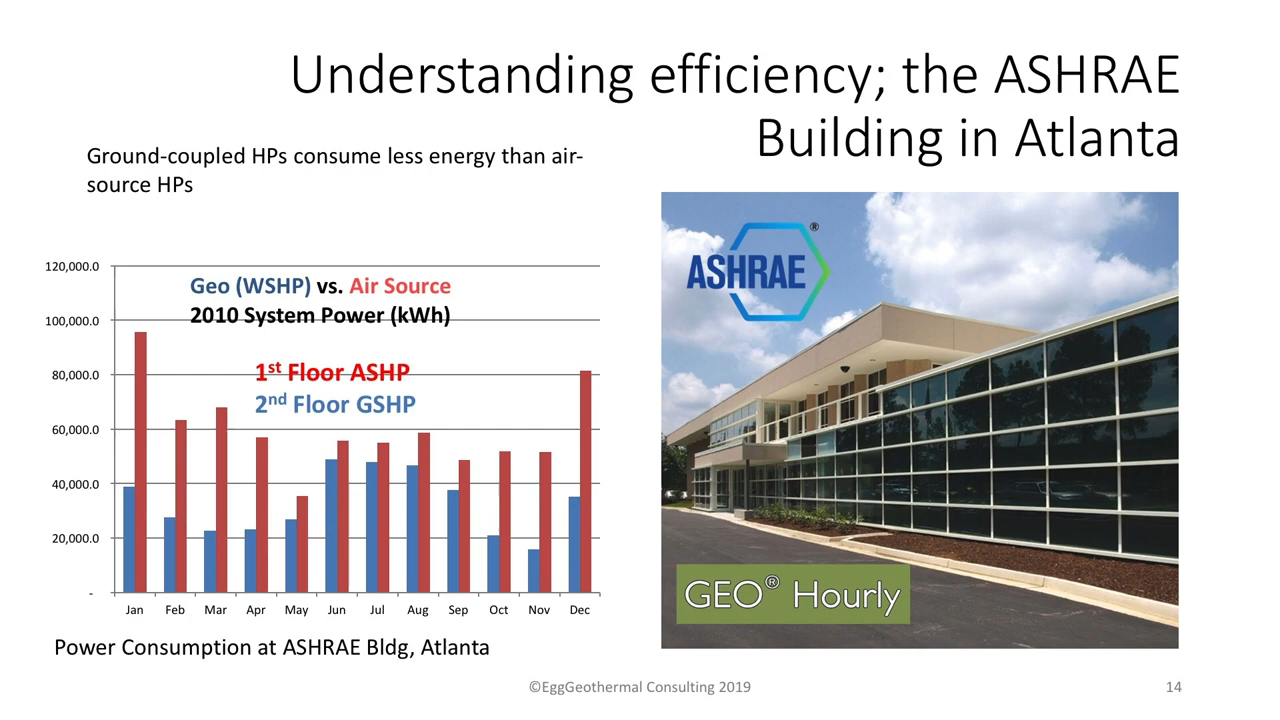 Understanding efficiency; the ASHRAE
Building in Atlanta
Ground-coupled HPs consume less energy than air-
source HPs
120,000.0
100,000.0
80,000.0
60,000.0
40,000.0
20,000.0
-
Geo (WSHP) vs. Air Source
2010 System Power (kWh)
1st Floor ASHP
2nd Floor GSHP
Jan Feb Mar Apr May Jun Jul Aug Sep Oct Nov Dec
Power Consumption at ASHRAE Bldg, Atlanta
ASHRAE®
GEO® Hourly
©EggGeothermal Consulting 2019
14